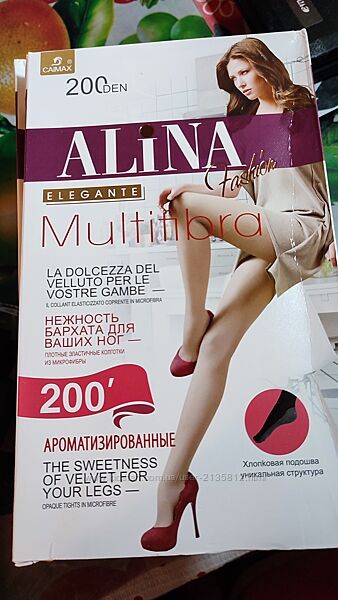 CAIMAX
200DEN
ALiNA
Fashion
ELEGANTE
Multifibra
LA DOLCEZZA DEL
VELLUTO PER LE
VOSTRE GAMBE —
IL COLLANT ELASTICIZZATO COPRENTE IN MICROFIBRA
НЕЖНОСТЬ
БАРХАТА ДЛЯ
ВАШИХ НОГ —
ПЛОТНЫЕ ЭЛАСТИЧНЫЕ КОЛГОТКИ
ИЗ МИКРОФИБРЫ
200'
АРОМАТИЗИРОВАННЫЕ
THE SWEETNESS
OF VELVET FOR
YOUR LEGS —
OPAQUE TIGHTS IN MICROFIBRE
Хлопковая подошва
уникальная структура